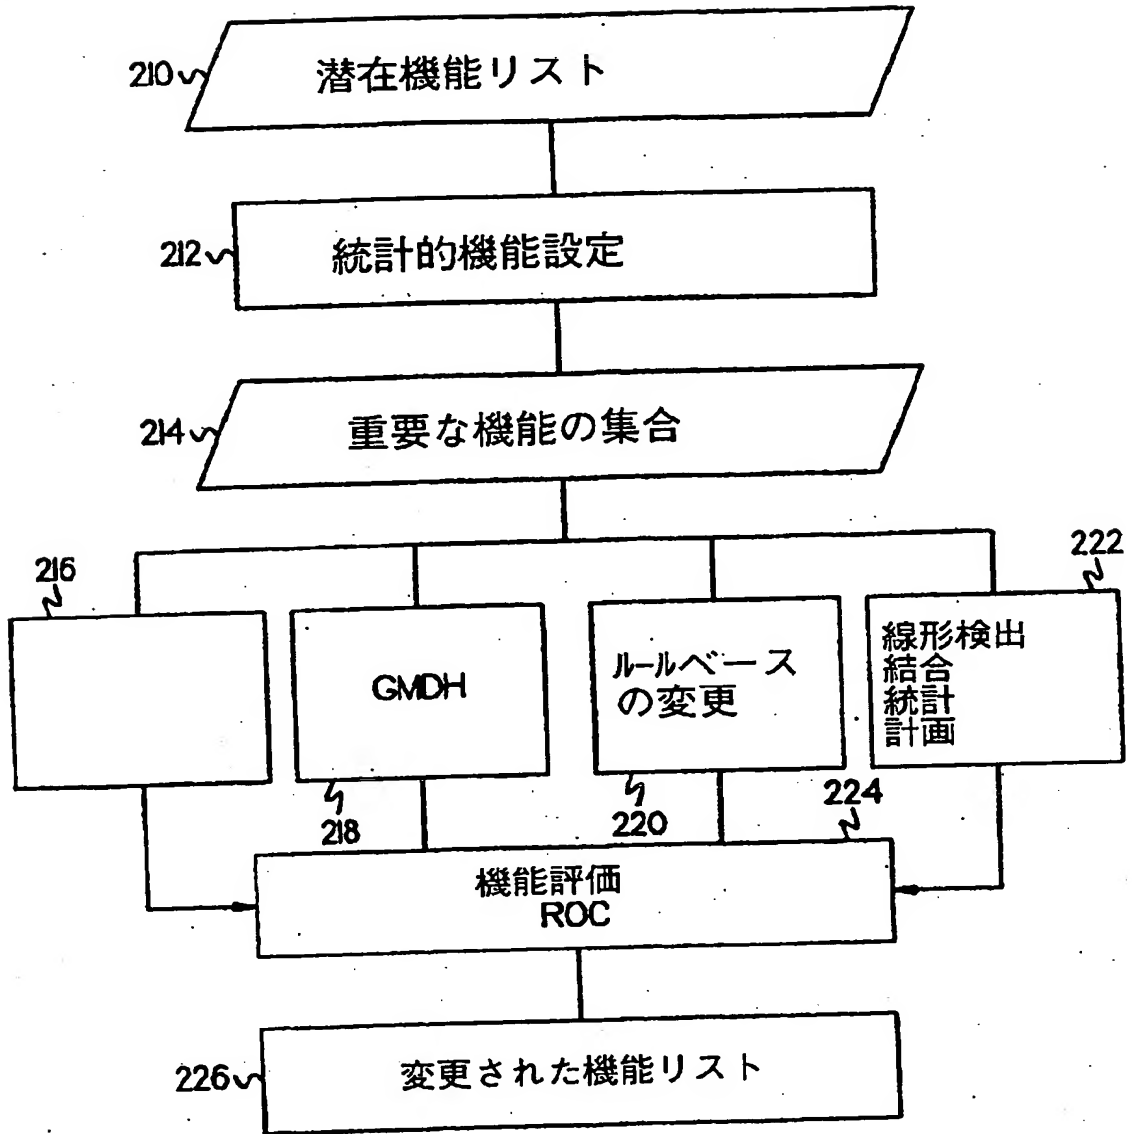 210
潜在機能リスト
212
統計的機能設定
214
重要な機能の集合
216
222
GMDH
ルールベース
の変更
線形検出
結合
統計
計画
218
220
224
機能評価
ROC
226
変更された機能リスト